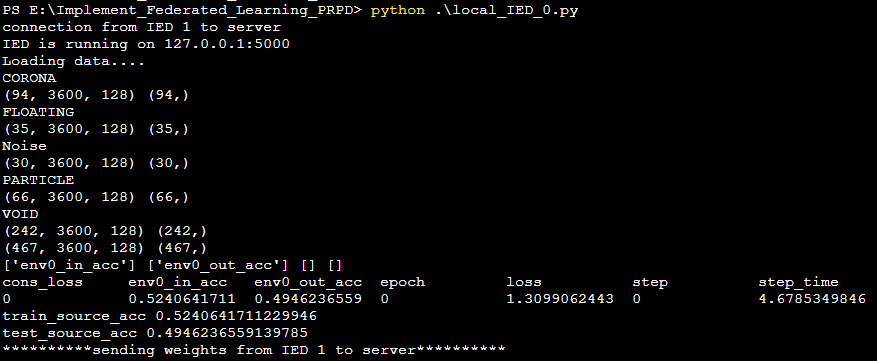 PS E:\Implement_Federated_Learning_PRPD> python .\local_IED_0.py
connection from IED 1 to server
IED is running on 127.0.0.1:5000
Loading data....
CORONA
(94, 3600, 128) (94,)
FLOATING
(35, 3600, 128) (35,)
Noise
(30, 3600, 128) (30,)
PARTICLE
(66, 3600, 128) (66,)
VOID
(242, 3600, 128) (242,)
(467, 3600, 128) (467,)
['env0_in_acc'] ['env0_out_acc'] [] []
cons_loss env0_in_acc env0_out_acc epoch loss step step_time
0 0.5240641711 0.4946236559 0 1.3099062443 0 4.6785349846
train_source_acc 0.5240641711229946
test_source_acc 0.4946236559139785
**********sending weights from IED 1 to server**********